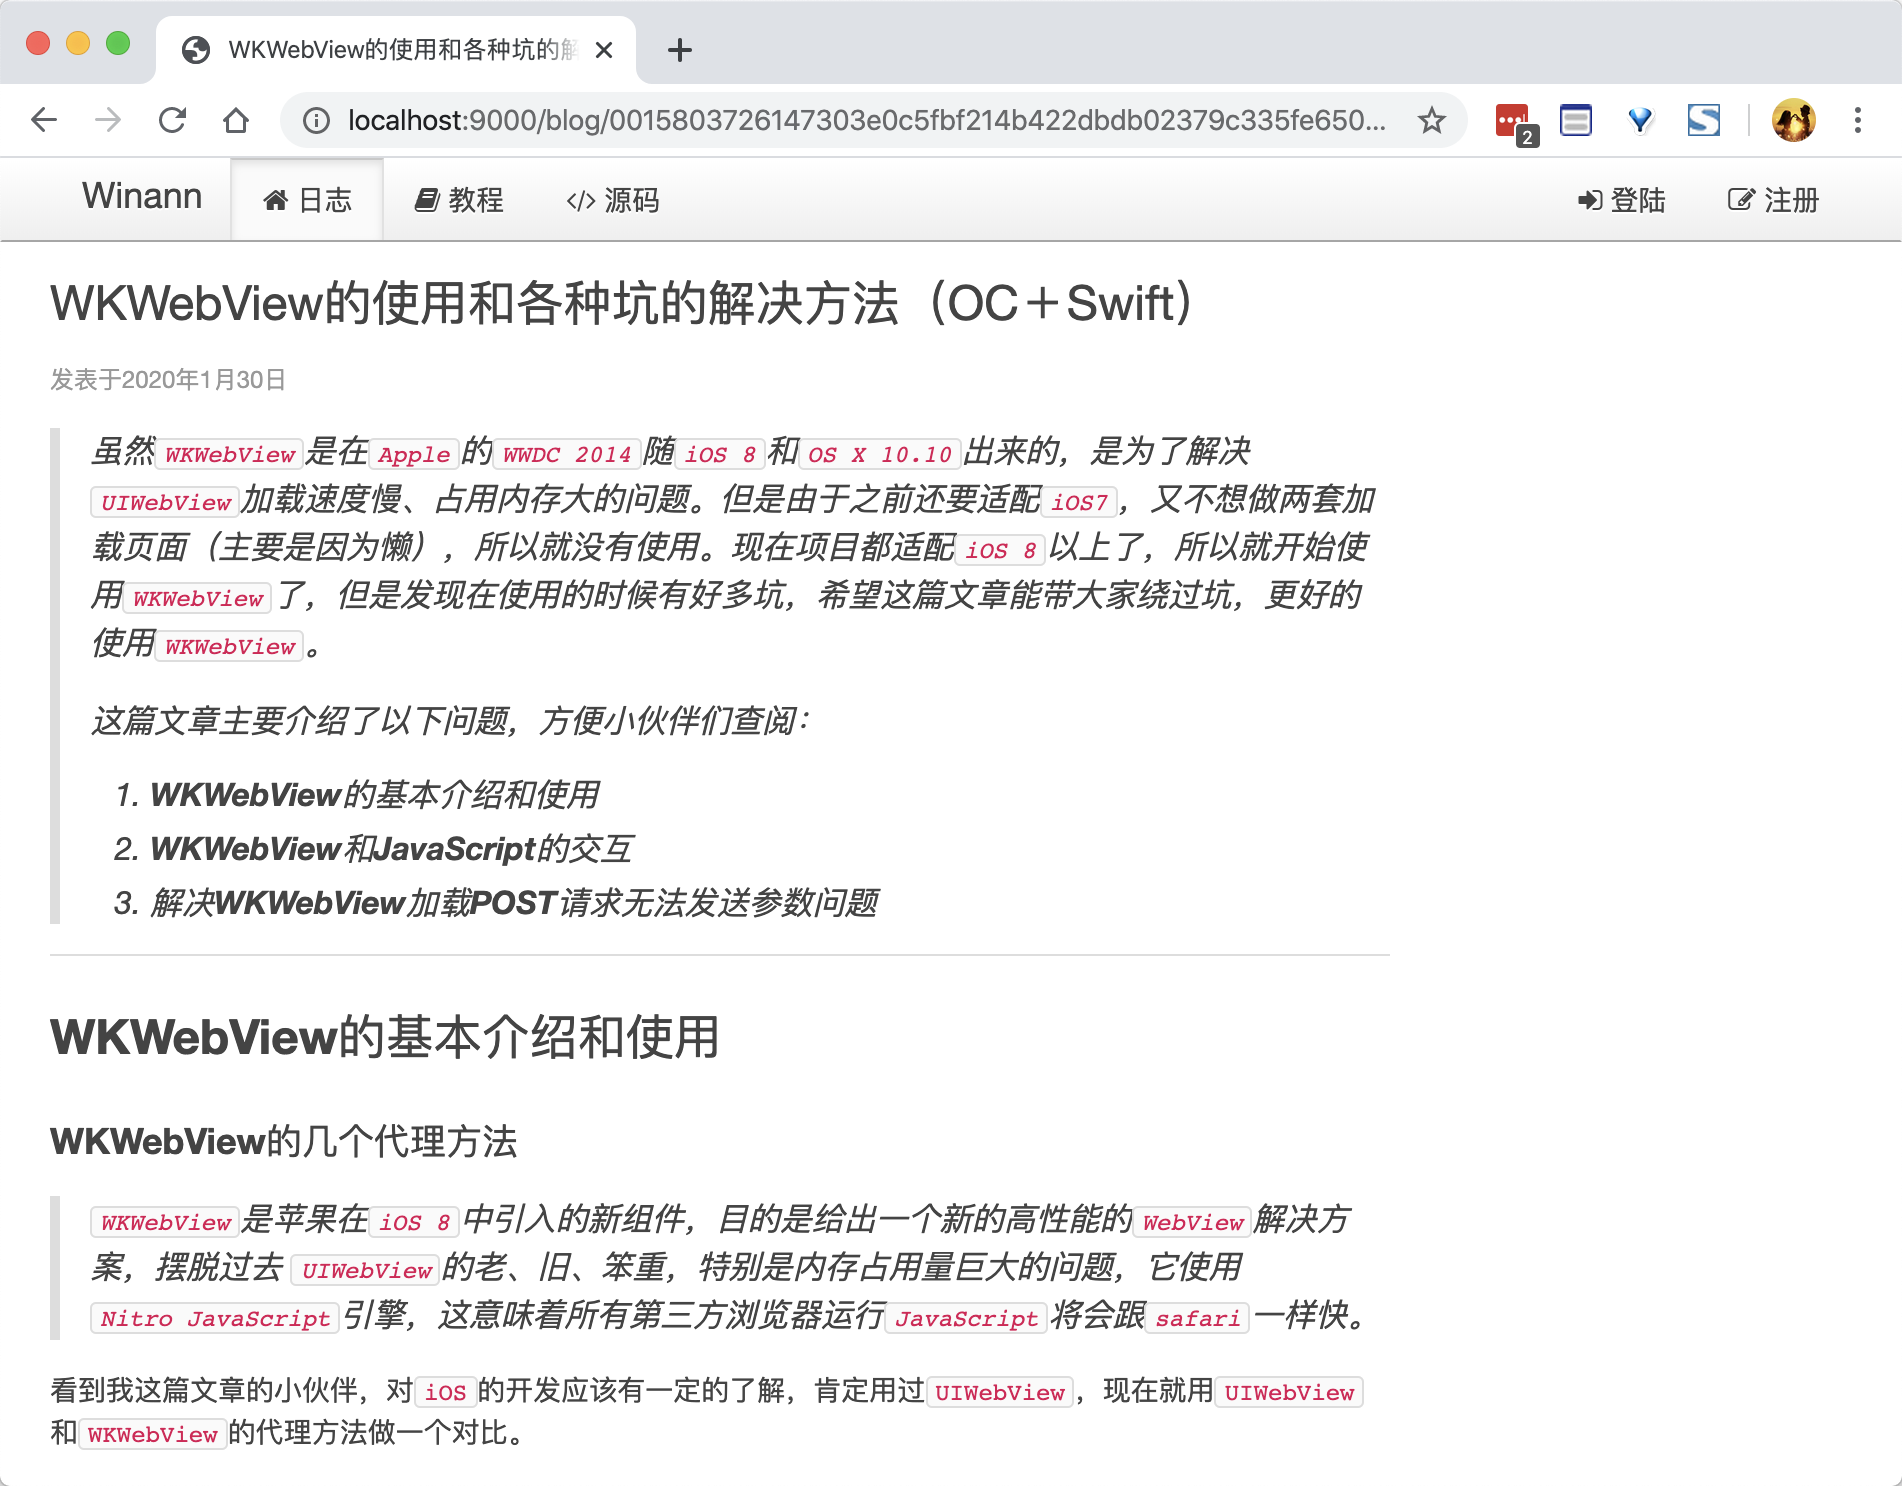 WKWebView的使用和各种坑的解
localhost:9000/blog/0015803726147303e0c5fbf214b422dbdb02379c335fe650...
2
Winann 日志 教程 源码 登陆 注册
WKWebView的使用和各种坑的解决方法（OC＋Swift）
发表于2020年1月30日
虽然WKWebView是在Apple的WWDC 2014随iOS 8和OS X 10.10出来的，是为了解决
UIWebView加载速度慢、占用内存大的问题。但是由于之前还要适配iOS7，又不想做两套加
载页面（主要是因为懒），所以就没有使用。现在项目都适配iOS 8以上了，所以就开始使
用WKWebView了，但是发现在使用的时候有好多坑，希望这篇文章能带大家绕过坑，更好的
使用WKWebView。
这篇文章主要介绍了以下问题，方便小伙伴们查阅：
1. WKWebView的基本介绍和使用
2. WKWebView和JavaScript的交互
3. 解决WKWebView加载POST请求无法发送参数问题
WKWebView的基本介绍和使用
WKWebView的几个代理方法
WKWebView是苹果在iOS 8中引入的新组件，目的是给出一个新的高性能的WebView解决方
案，摆脱过去 UIWebView的老、旧、笨重，特别是内存占用量巨大的问题，它使用
Nitro JavaScript引擎，这意味着所有第三方浏览器运行JavaScript将会跟safari一样快。
看到我这篇文章的小伙伴，对iOS的开发应该有一定的了解，肯定用过UIWebView，现在就用UIWebView
和WKWebView的代理方法做一个对比。